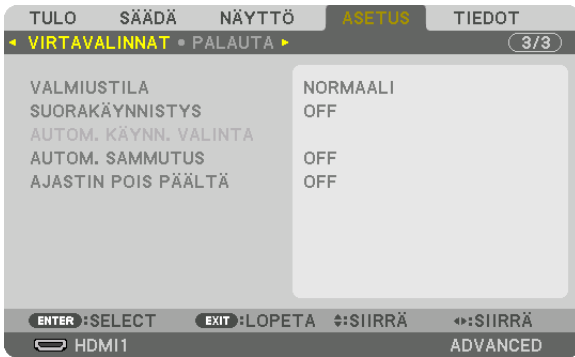 TULO SÄÄDÄ NÄYTTÖ ASETUS TIEDOT
◂ VIRTAVALINNAT • PALAUTA ▸ 3/3
VALMIUSTILA NORMAALI
SUORAKÄYNNISTYS OFF
AUTOM. KÄYNN. VALINTA
AUTOM. SAMMUTUS OFF
AJASTIN POIS PÄÄLTÄ OFF
ENTER :SELECT EXIT :LOPETA :SIIRRÄ :SIIRRÄ
HDMI1 ADVANCED